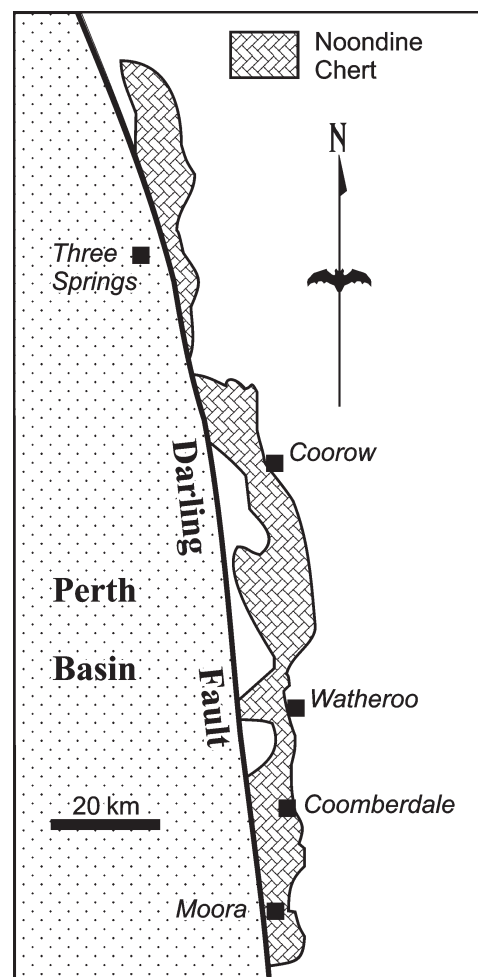 Noondine
Chert
N
Three
Springs
Coorow
Darling
Fault
Perth
Basin
Watheroo
20 km
Coomberdale
Moora